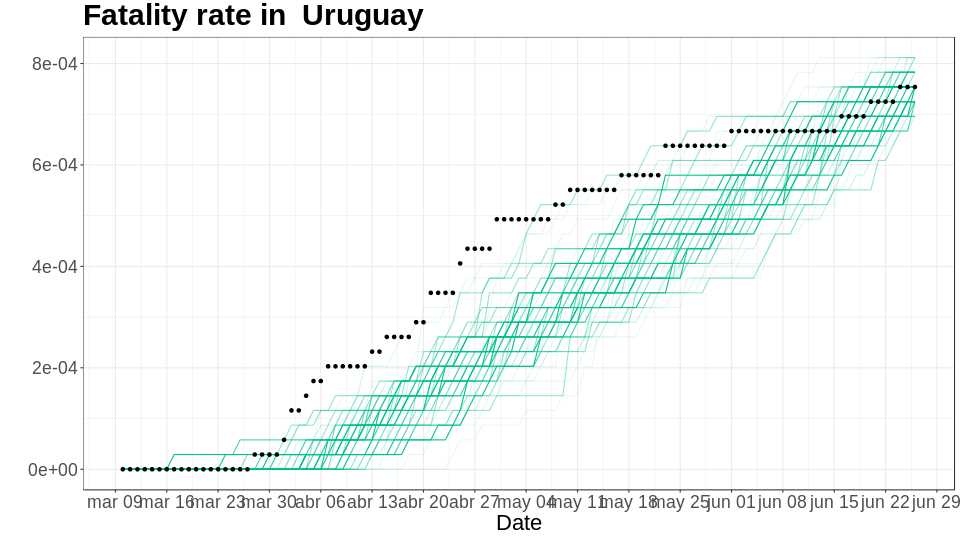 Fatality rate in  Uruguay
8e-04
6e-04
4e-04
2e-04
0e+00
mar 09 mar 16 mar 23 mar 30 abr 06 abr 13 abr 20 abr 27 may 04 may 11 may 18 may 25 jun 01 jun 08 jun 15 jun 22 jun 29
Date